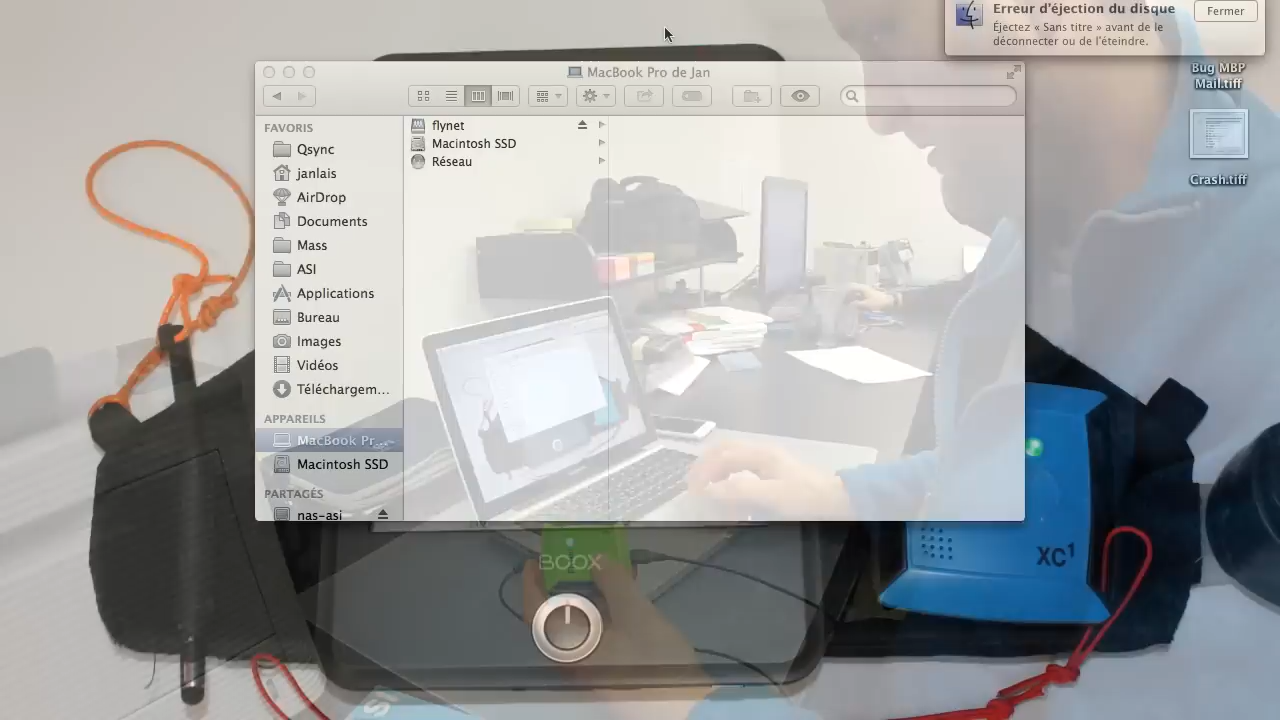 Erreur d'éjection du disque
Éjectez « Sans titre » avant de le
déconnecter ou de l'éteindre.
Fermer
Bug MBP
Mail.tiff
Crash.tiff
MacBook Pro de Jan
FAVORIS
Qsync
janlais
AirDrop
Documents
Mass
ASI
Applications
Bureau
Images
Vidéos
Téléchargem...
APPAREILS
MacBook Pr...
Macintosh SSD
PARTAGÉS
nas-asi
flynet
Macintosh SSD
Réseau
BOOX
XC1